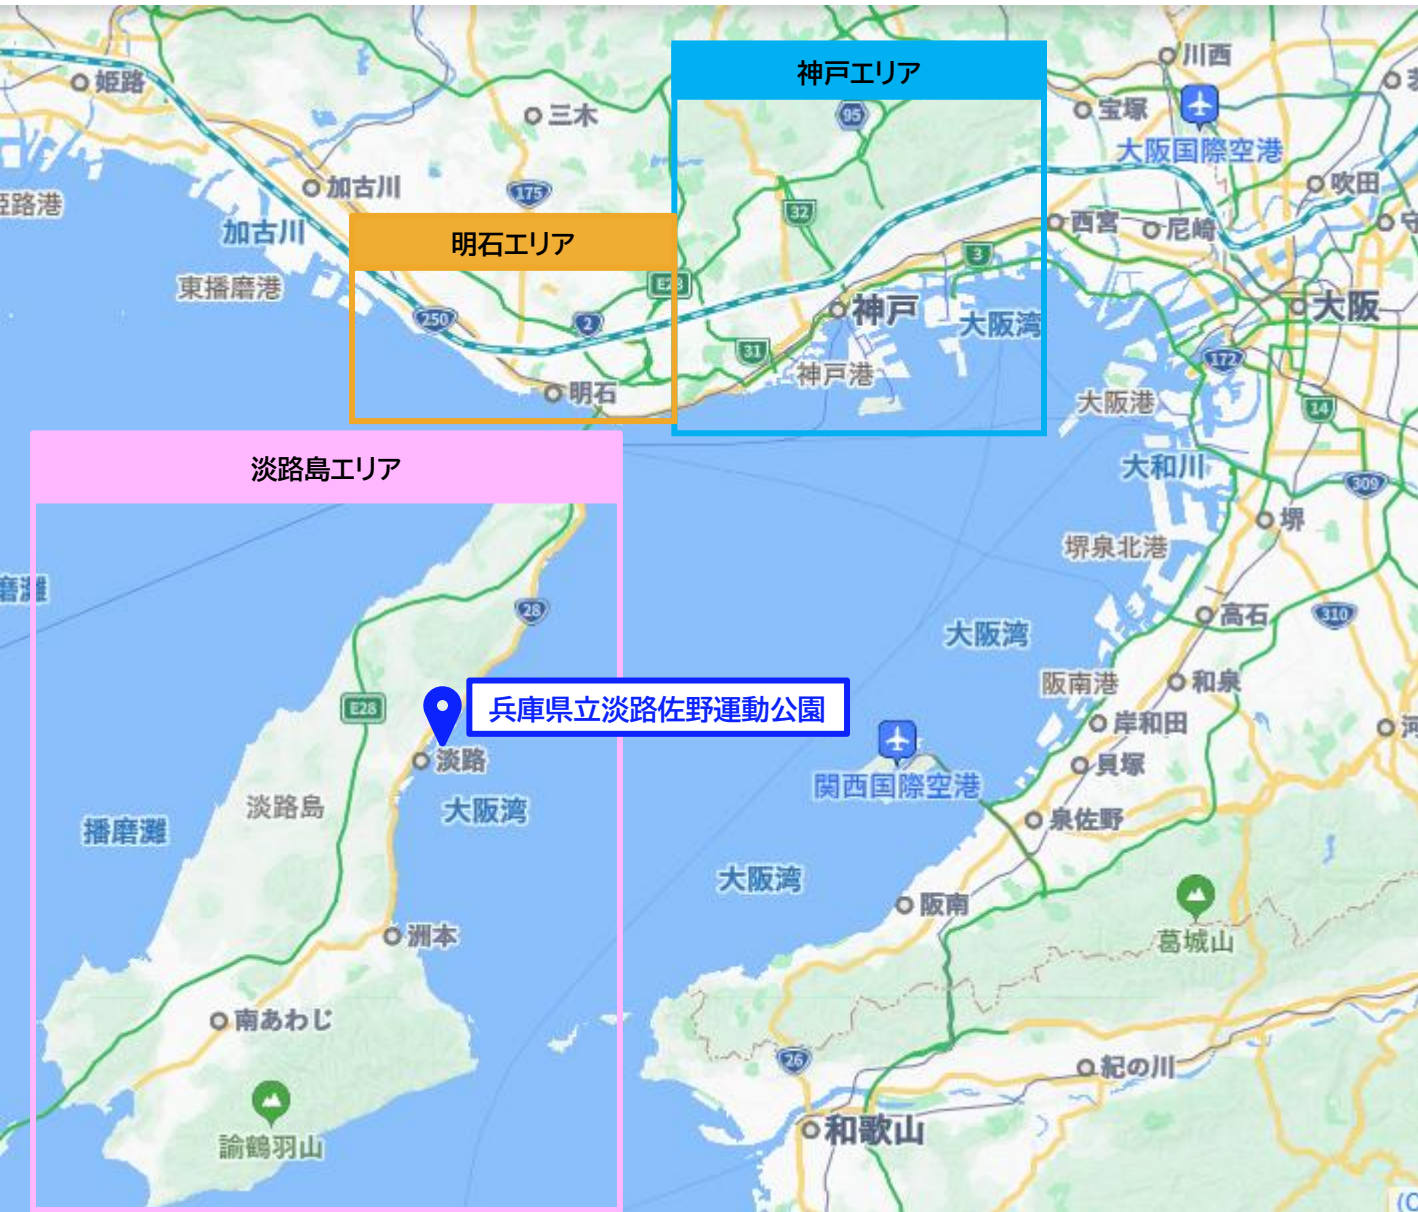 神戸エリア
川西
姫路
宝塚
三木
95
大阪国際空港
吹田
加古川
175
姫路港
32
西宮
尼崎
守
加古川
明石エリア
3
東播磨港
E28
神戸
大阪
250
2
大阪湾
31
172
神戸港
明石
大阪港
14
淡路島エリア
大和川
309
堺
堺泉北港
磨灘
28
高石
310
大阪湾
阪南港
和泉
E28
兵庫県立淡路佐野運動公園
岸和田
河
淡路
貝塚
関西国際空港
淡路島
大阪湾
泉佐野
播磨灘
大阪湾
阪南
洲本
葛城山
南あわじ
26
紀の川
和歌山
諭鶴羽山
(C